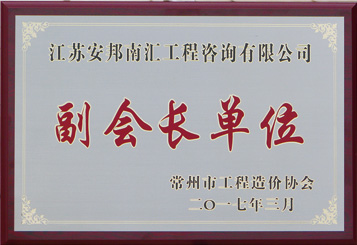 江苏安邦南汇工程咨询有限公司
副会长单位
常州市工程造价协会
二〇一七年三月